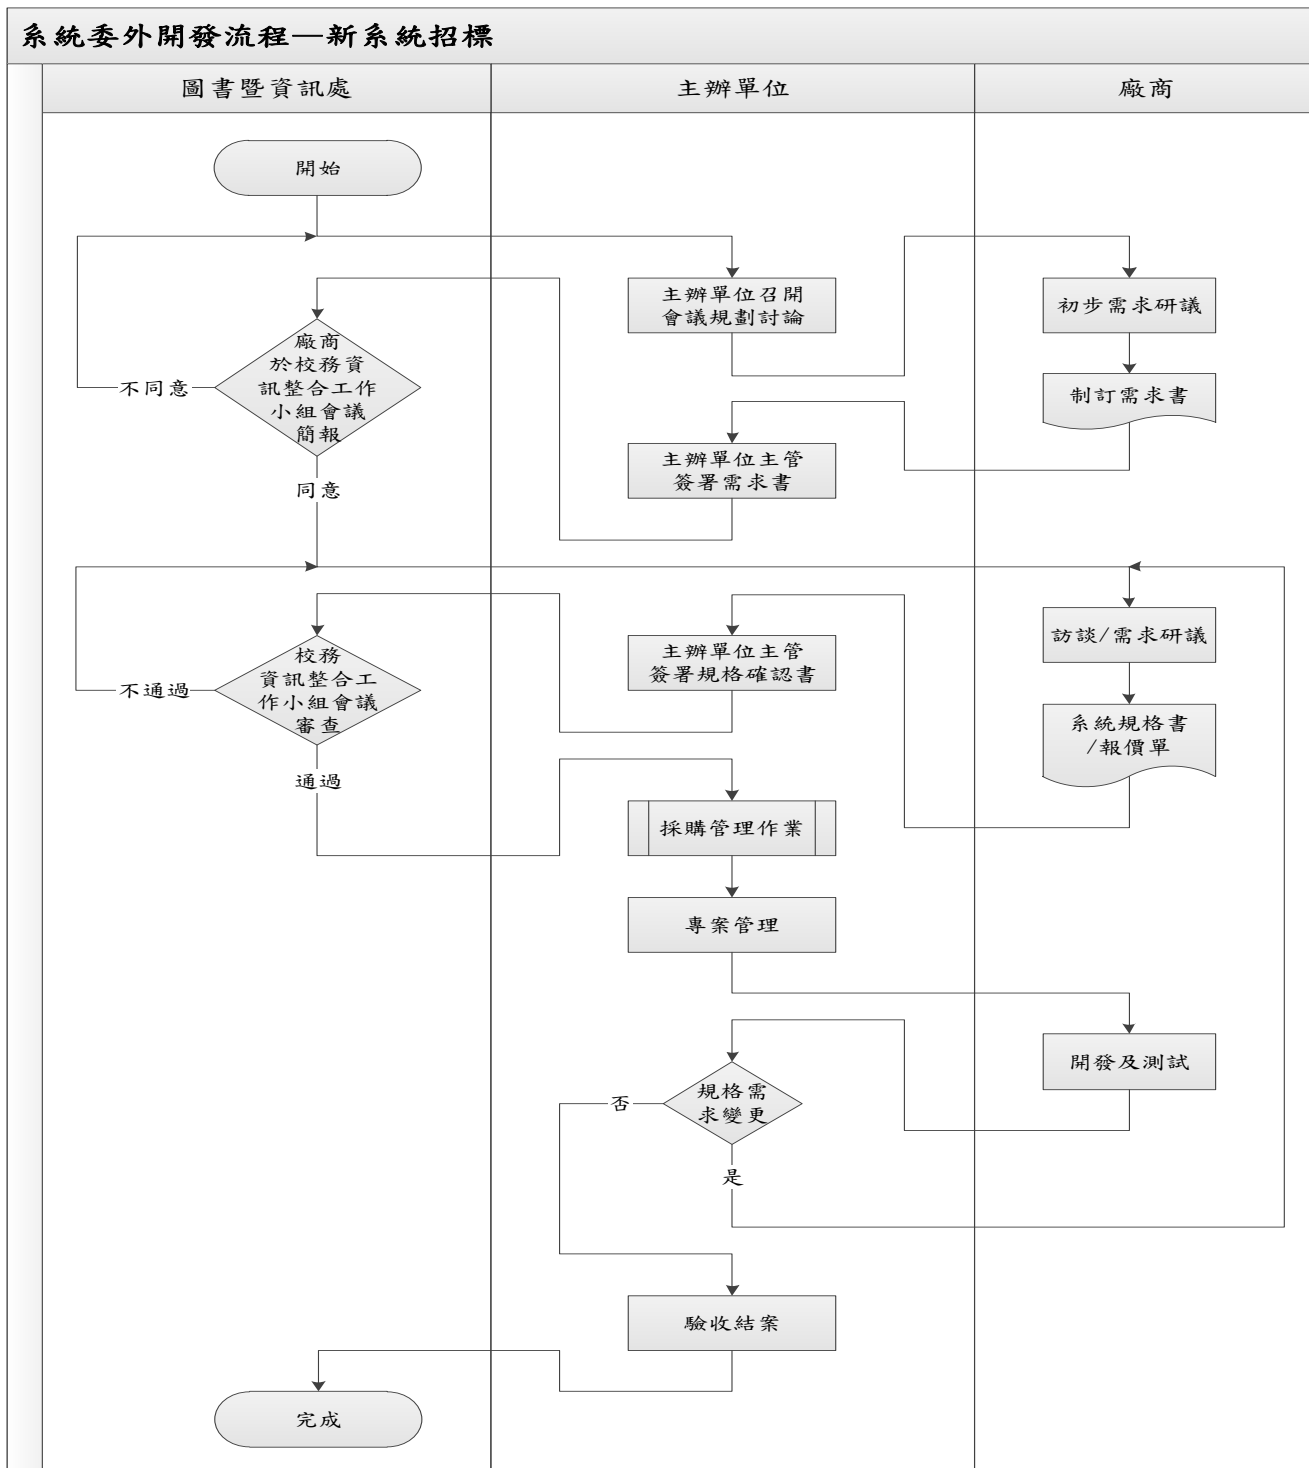 系統委外開發流程—新系統招標
圖書暨資訊處
主辦單位
廠商
開始
主辦單位召開
會議規劃討論
初步需求研議
廠商
於校務資
訊整合工作
小組會議
簡報
不同意
制訂需求書
主辦單位主管
簽署需求書
同意
訪談/需求研議
主辦單位主管
簽署規格確認書
校務
資訊整合工
作小組會議
審查
不通過
系統規格書
/報價單
通過
採購管理作業
專案管理
開發及測試
規格需
求變更
否
是
驗收結案
完成